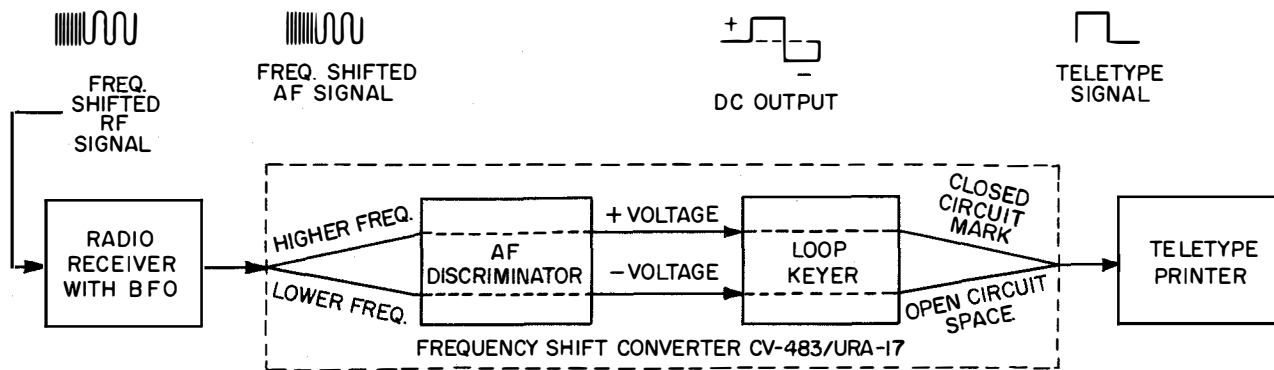 FREQ.
SHIFTED
RF
SIGNAL
FREQ. SHIFTED
AF SIGNAL
+
–
DC OUTPUT
TELETYPE
SIGNAL
RADIO
RECEIVER
WITH BFO
HIGHER FREQ.
LOWER FREQ.
AF
DISCRIMINATOR
+ VOLTAGE
– VOLTAGE
LOOP
KEYER
CLOSED
CIRCUIT
MARK
OPEN CIRCUIT
SPACE
TELETYPE
PRINTER
FREQUENCY SHIFT CONVERTER CV-483/URA-17